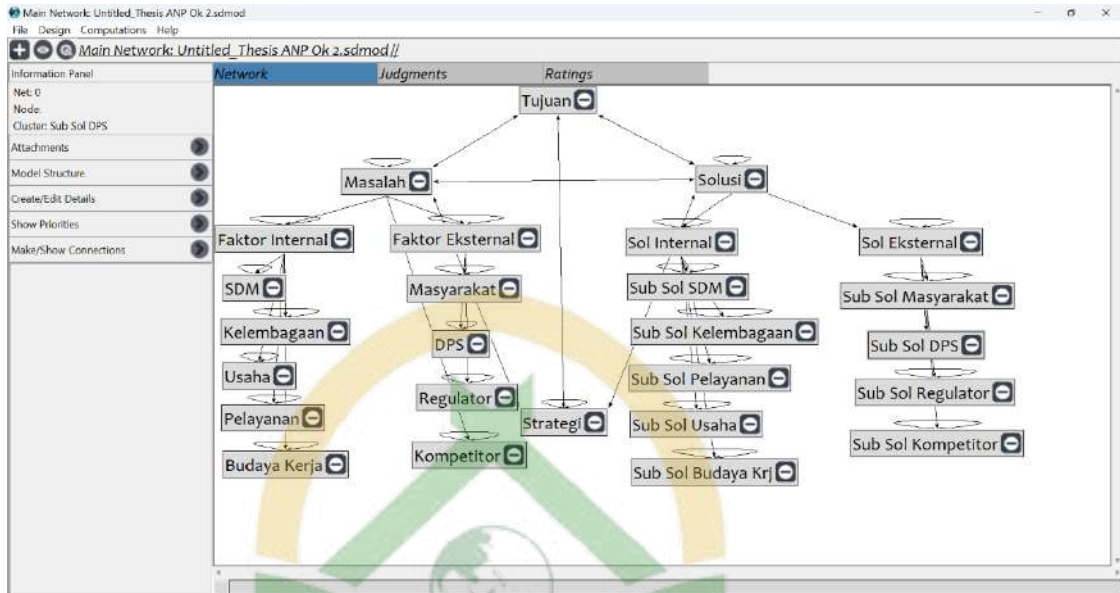 Main Network: Untitled_Thesis ANP Ok 2.sdmod
File Design Computations Help
Main Network: Untitled_Thesis ANP Ok 2.sdmod//
Information Panel
Network Judgments Ratings
Net: 0
Node:
Cluster: Sub Sol DPS
Attachments
Model Structure
Create/Edit Details
Show Priorities
Make/Show Connections
Tujuan
Masalah
Solusi
Faktor Internal
Faktor Eksternal
Sol Internal
Sol Eksternal
SDM
Masyarakat
Sub Sol SDM
Sub Sol Masyarakat
Kelembagaan
DPS
Sub Sol Kelembagaan
Sub Sol DPS
Usaha
Regulator
Sub Sol Pelayanan
Sub Sol Regulator
Pelayanan
Strategi
Sub Sol Usaha
Sub Sol Kompetitor
Budaya Kerja
Kompetitor
Sub Sol Budaya Krj